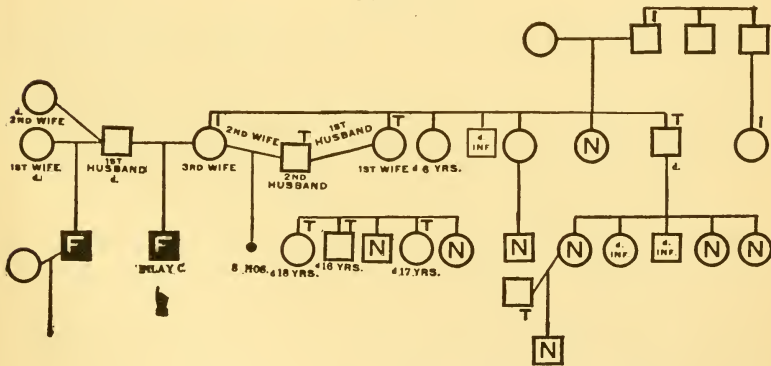 I
d.
2ND WIFE
1ST WIFE
d.
1ST
HUSBAND
d.
I
3RD WIFE
2ND WIFE
T
2ND
HUSBAND
1ST
HUSBAND
T
1ST WIFE
d 6 YRS.
d.
INF.
N
T
d.
I
F
F
C.
8 MOS.
T
d 18 YRS.
T
d 16 YRS.
N
T
d. 17 YRS.
N
N
N
d.
INF.
d.
INF.
N
N
T
N